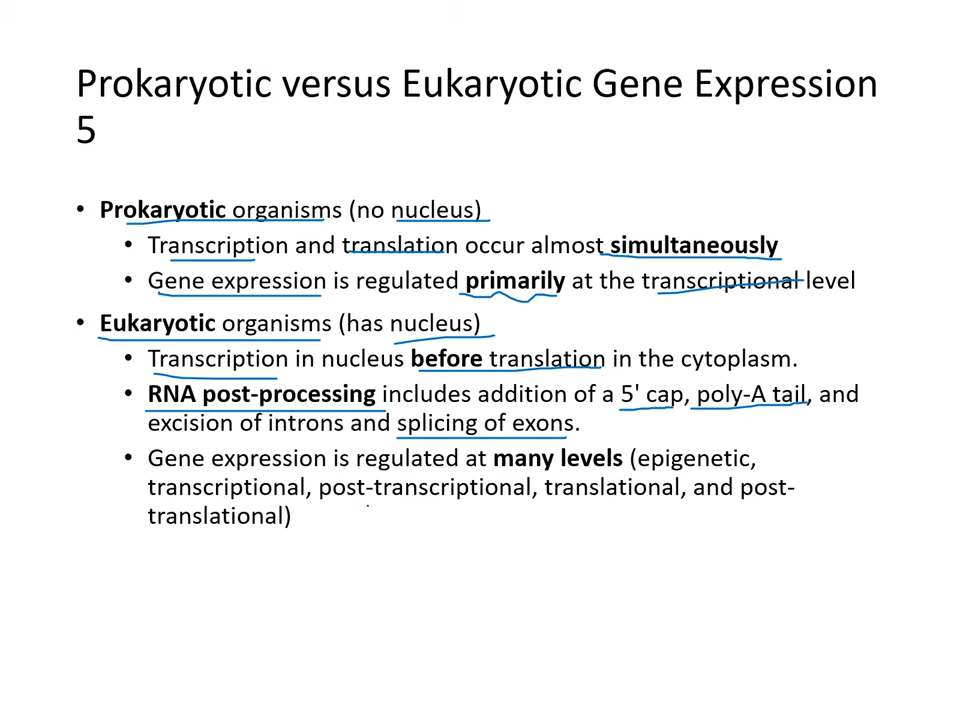 Prokaryotic versus Eukaryotic Gene Expression
5
• Prokaryotic organisms (no nucleus)
• Transcription and translation occur almost simultaneously
• Gene expression is regulated primarily at the transcriptional level
• Eukaryotic organisms (has nucleus)
• Transcription in nucleus before translation in the cytoplasm.
• RNA post-processing includes addition of a 5' cap, poly-A tail, and
excision of introns and splicing of exons.
• Gene expression is regulated at many levels (epigenetic,
transcriptional, post-transcriptional, translational, and post-
translational)